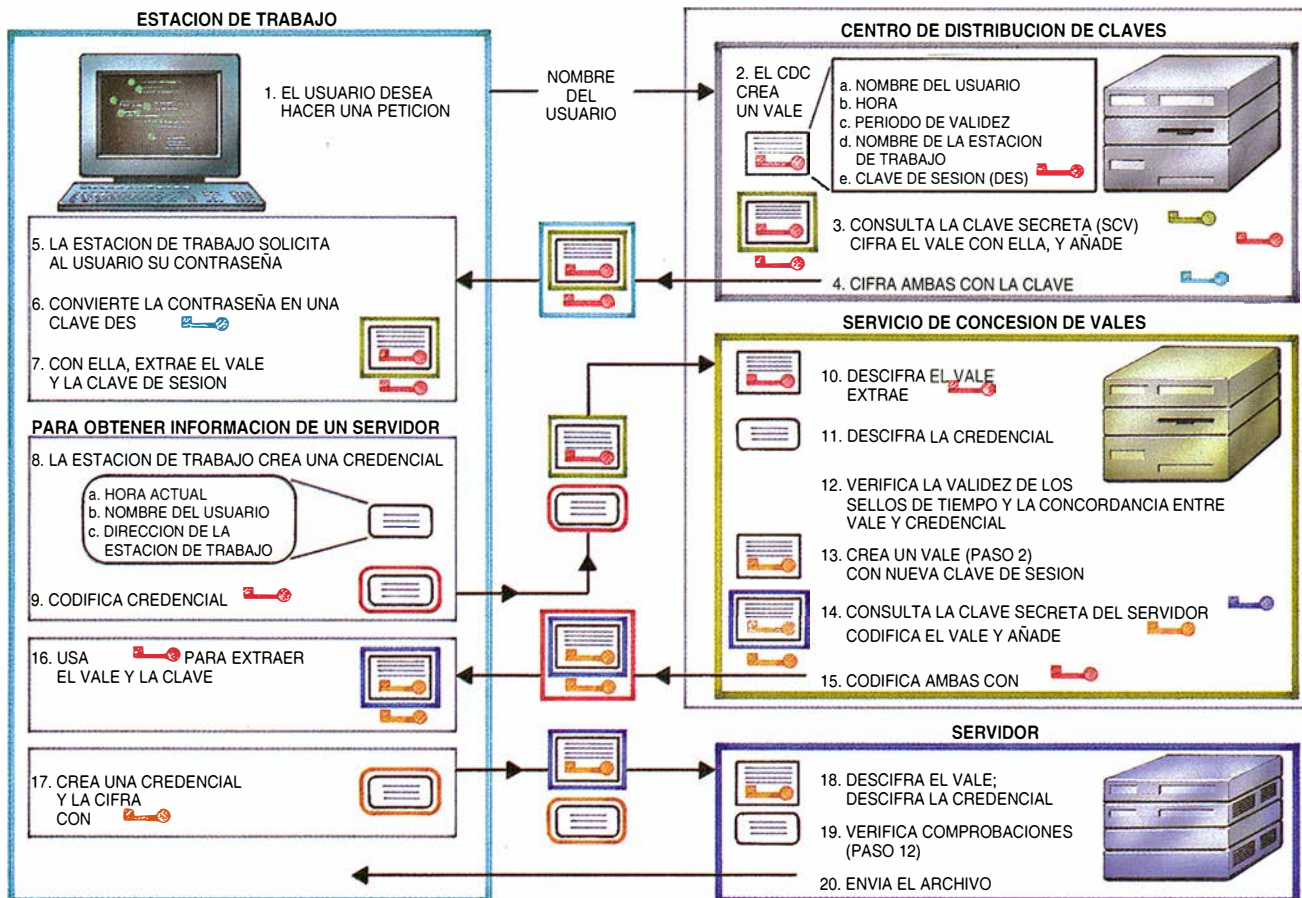 ESTACION DE TRABAJO
1. EL USUARIO DESEA
HACER UNA PETICION
NOMBRE
DEL
USUARIO
CENTRO DE DISTRIBUCION DE CLAVES
2. EL CDC
CREA
UN VALE
a. NOMBRE DEL USUARIO
b. HORA
c. PERIODO DE VALIDEZ
d. NOMBRE DE LA ESTACION
DE TRABAJO
e. CLAVE DE SESION (DES)
3. CONSULTA LA CLAVE SECRETA (SCV)
CIFRA EL VALE CON ELLA, Y AÑADE
4. CIFRA AMBAS CON LA CLAVE
5. LA ESTACION DE TRABAJO SOLICITA
AL USUARIO SU CONTRASEÑA
6. CONVIERTE LA CONTRASEÑA EN UNA
CLAVE DES
7. CON ELLA, EXTRAE EL VALE
Y LA CLAVE DE SESION
PARA OBTENER INFORMACION DE UN SERVIDOR
8. LA ESTACION DE TRABAJO CREA UNA CREDENCIAL
a. HORA ACTUAL
b. NOMBRE DEL USUARIO
c. DIRECCION DE LA
ESTACION DE TRABAJO
9. CODIFICA CREDENCIAL
SERVICIO DE CONCESION DE VALES
10. DESCIFRA EL VALE
EXTRAE
11. DESCIFRA LA CREDENCIAL
12. VERIFICA LA VALIDEZ DE LOS
SELLOS DE TIEMPO Y LA CONCORDANCIA ENTRE
VALE Y CREDENCIAL
13. CREA UN VALE (PASO 2)
CON NUEVA CLAVE DE SESION
14. CONSULTA LA CLAVE SECRETA DEL SERVIDOR
CODIFICA EL VALE Y AÑADE
15. CODIFICA AMBAS CON
16. USA PARA EXTRAER
EL VALE Y LA CLAVE
17. CREA UNA CREDENCIAL
Y LA CIFRA
CON
SERVIDOR
18. DESCIFRA EL VALE;
DESCIFRA LA CREDENCIAL
19. VERIFICA COMPROBACIONES
(PASO 12)
20. ENVIA EL ARCHIVO